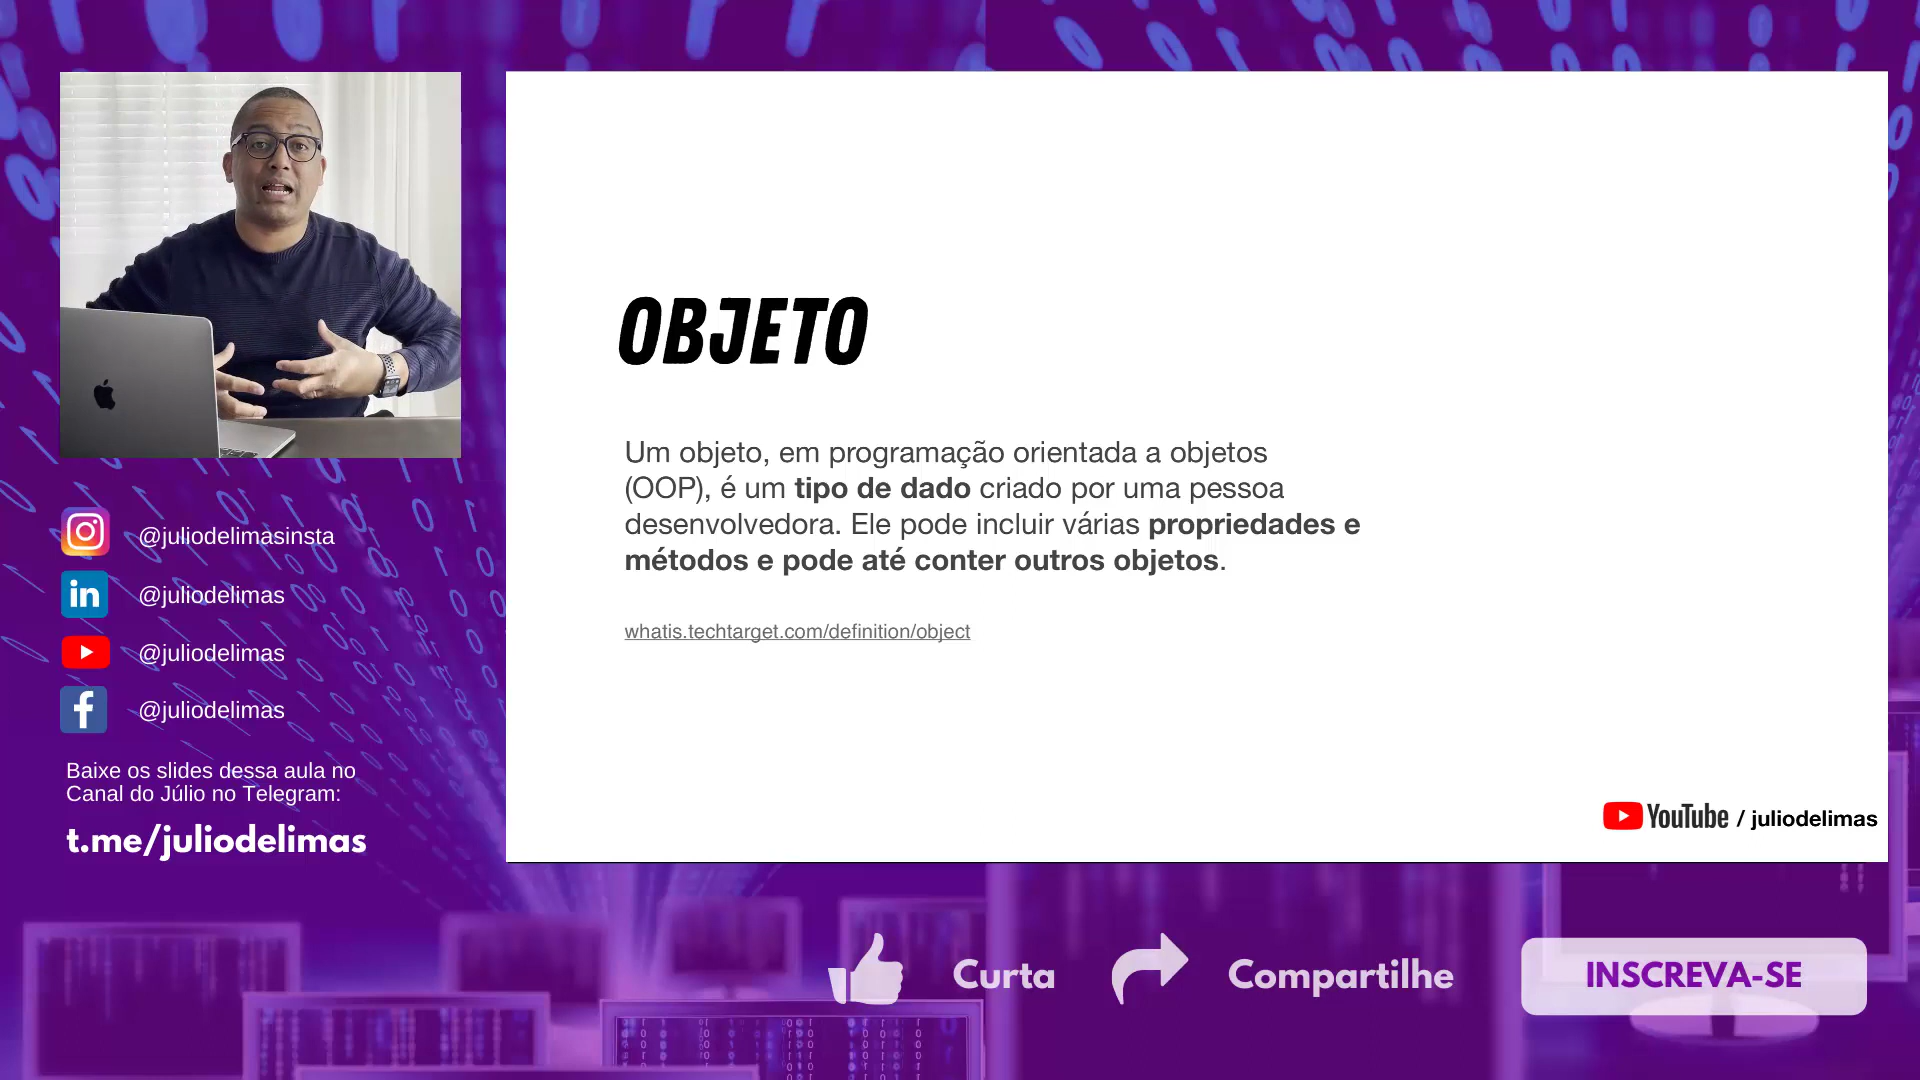 OBJETO
Um objeto, em programação orientada a objetos
(OOP), é um tipo de dado criado por uma pessoa
desenvolvedora. Ele pode incluir várias propriedades e
métodos e pode até conter outros objetos.
whatis.techtarget.com/definition/object
YouTube / juliodelimas
@juliodelimasinsta
in @juliodelimas
@juliodelimas
f @juliodelimas
Baixe os slides dessa aula no
Canal do Júlio no Telegram:
t.me/juliodelimas
Curta
Compartilhe
INSCREVA-SE